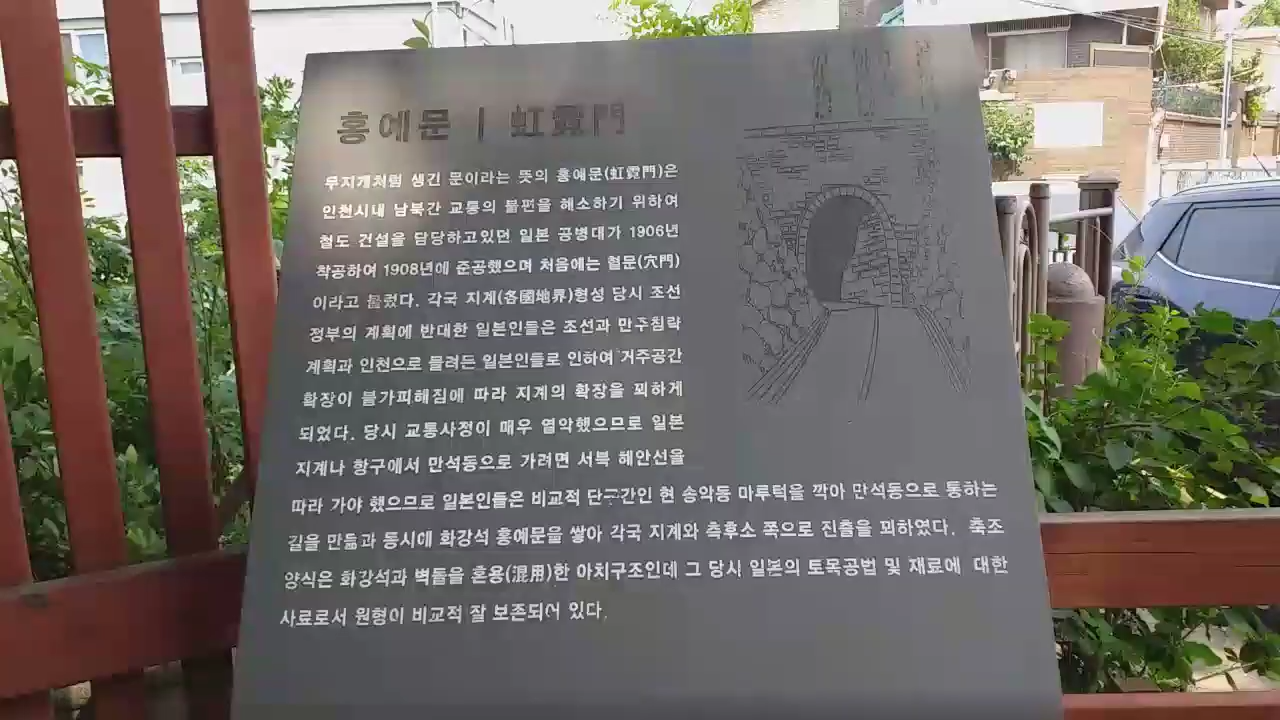 홍예문 | 虹霓門
무지개처럼 생긴 문이라는 뜻의 홍예문(虹霓門)은
인천시내 남북간 교통의 불편을 해소하기 위하여
철도 건설을 담당하고있던 일본 공병대가 1906년
착공하여 1908년에 준공했으며 처음에는 혈문(穴門)
이라고 불렀다. 각국 지계(各國地界)형성 당시 조선
정부의 계획에 반대한 일본인들은 조선과 만주침략
계획과 인천으로 몰려든 일본인들로 인하여 거주공간
확장이 불가피해짐에 따라 지계의 확장을 꾀하게
되었다. 당시 교통사정이 매우 열악했으므로 일본
지계나 항구에서 만석동으로 가려면 서북 해안선을
따라 가야 했으므로 일본인들은 비교적 단구간인 현 송악동 마루턱을 깍아 만석동으로 통하는
길을 만듦과 동시에 화강석 홍예문을 쌓아 각국 지계와 측후소 쪽으로 진출을 꾀하였다. 축조
양식은 화강석과 벽돌을 혼용(混用)한 아치구조인데 그 당시 일본의 토목공법 및 재료에 대한
사료로서 원형이 비교적 잘 보존되어 있다.